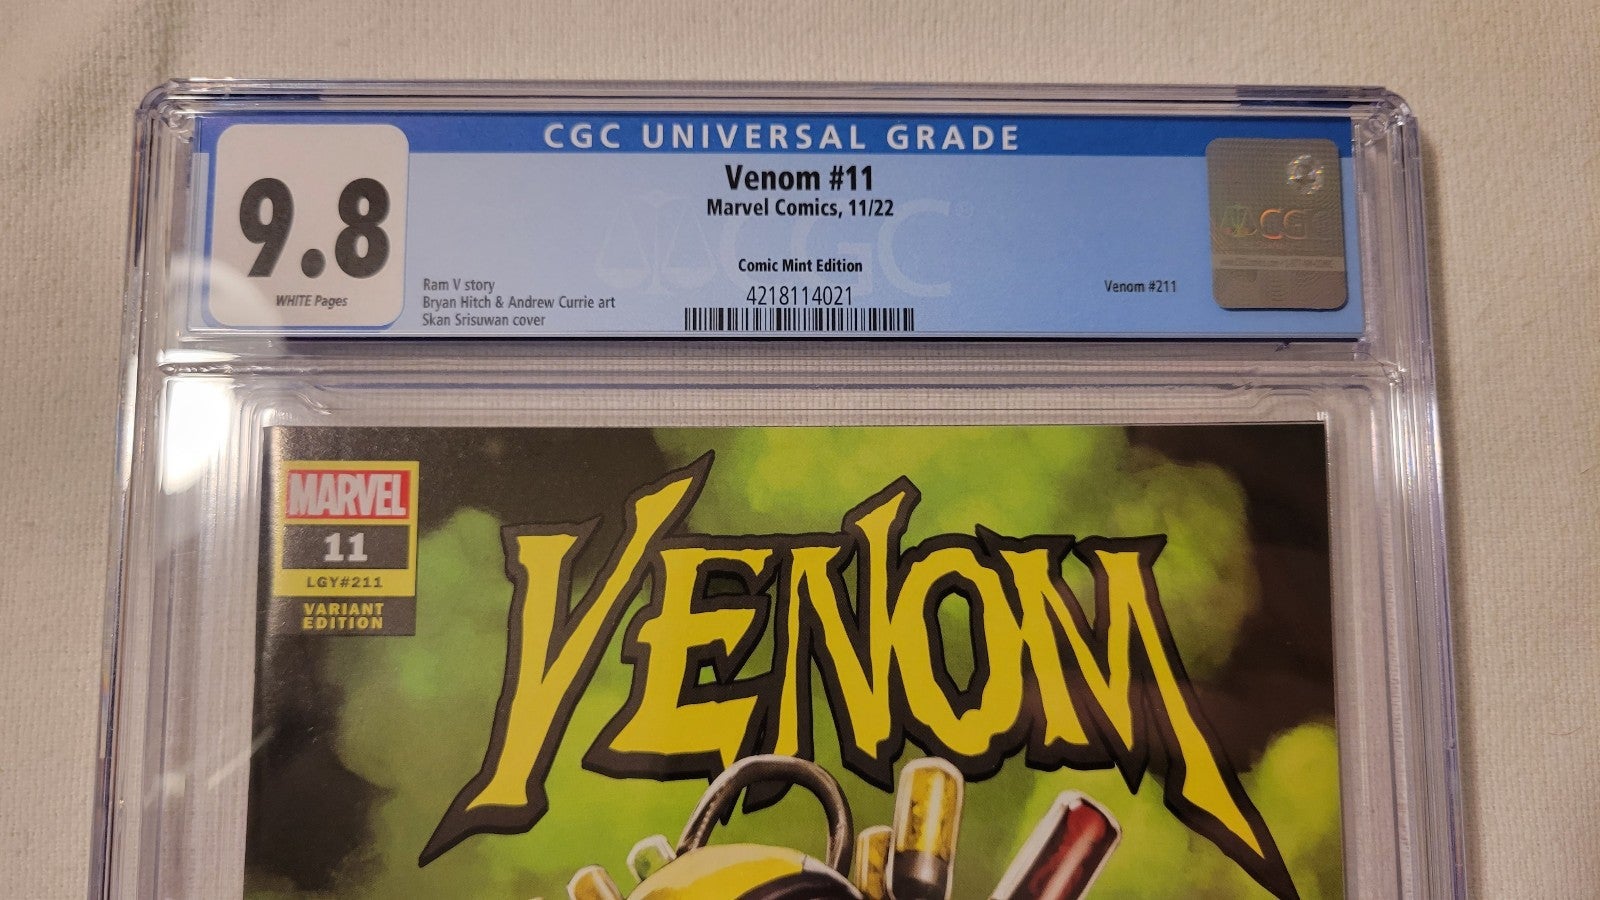 CGC UNIVERSAL GRADE
9.8
WHITE Pages
Venom #11
Marvel Comics, 11/22
Comic Mint Edition
4218114021
Ram V story
Bryan Hitch & Andrew Currie art
Skan Srisuwan cover
Venom #211
CGC
CGC
MARVEL
11
LGY#211
VARIANT
EDITION
VENOM